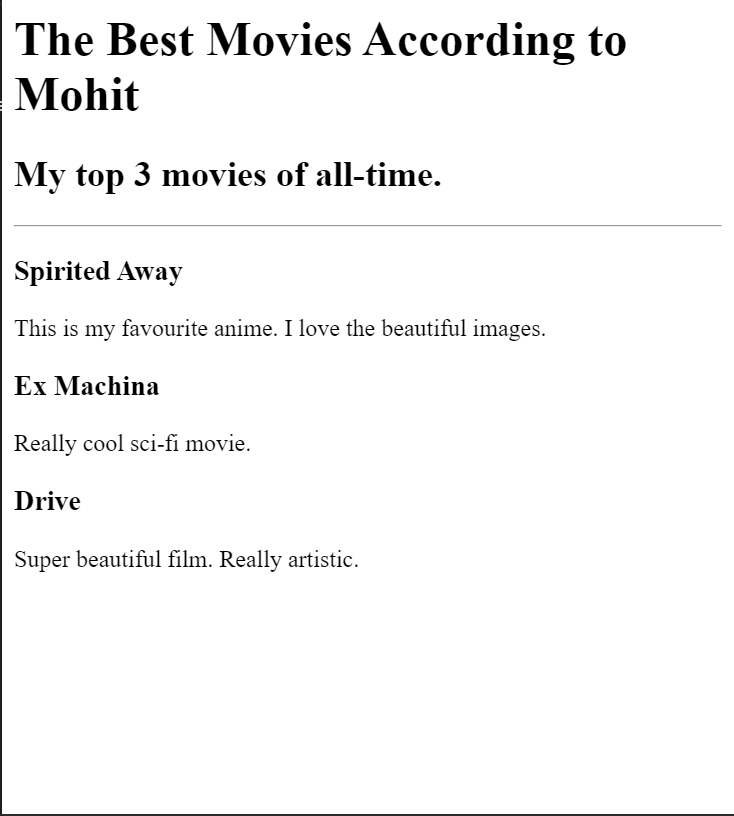 The Best Movies According to
Mohit
My top 3 movies of all-time.
Spirited Away
This is my favourite anime. I love the beautiful images.
Ex Machina
Really cool sci-fi movie.
Drive
Super beautiful film. Really artistic.